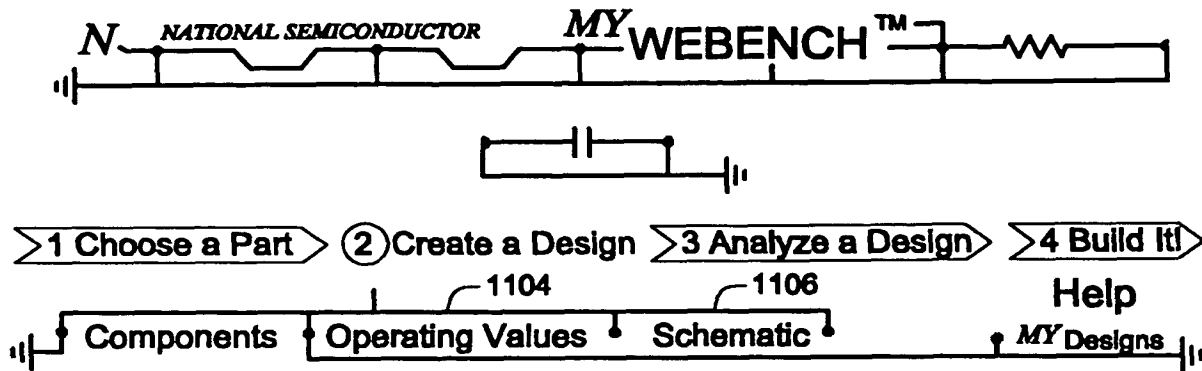 N NATIONAL SEMICONDUCTOR MY WEBENCH™
1 Choose a Part 2 Create a Design 3 Analyze a Design 4 Build It!
1104 1106 Help
Components Operating Values Schematic MY Designs